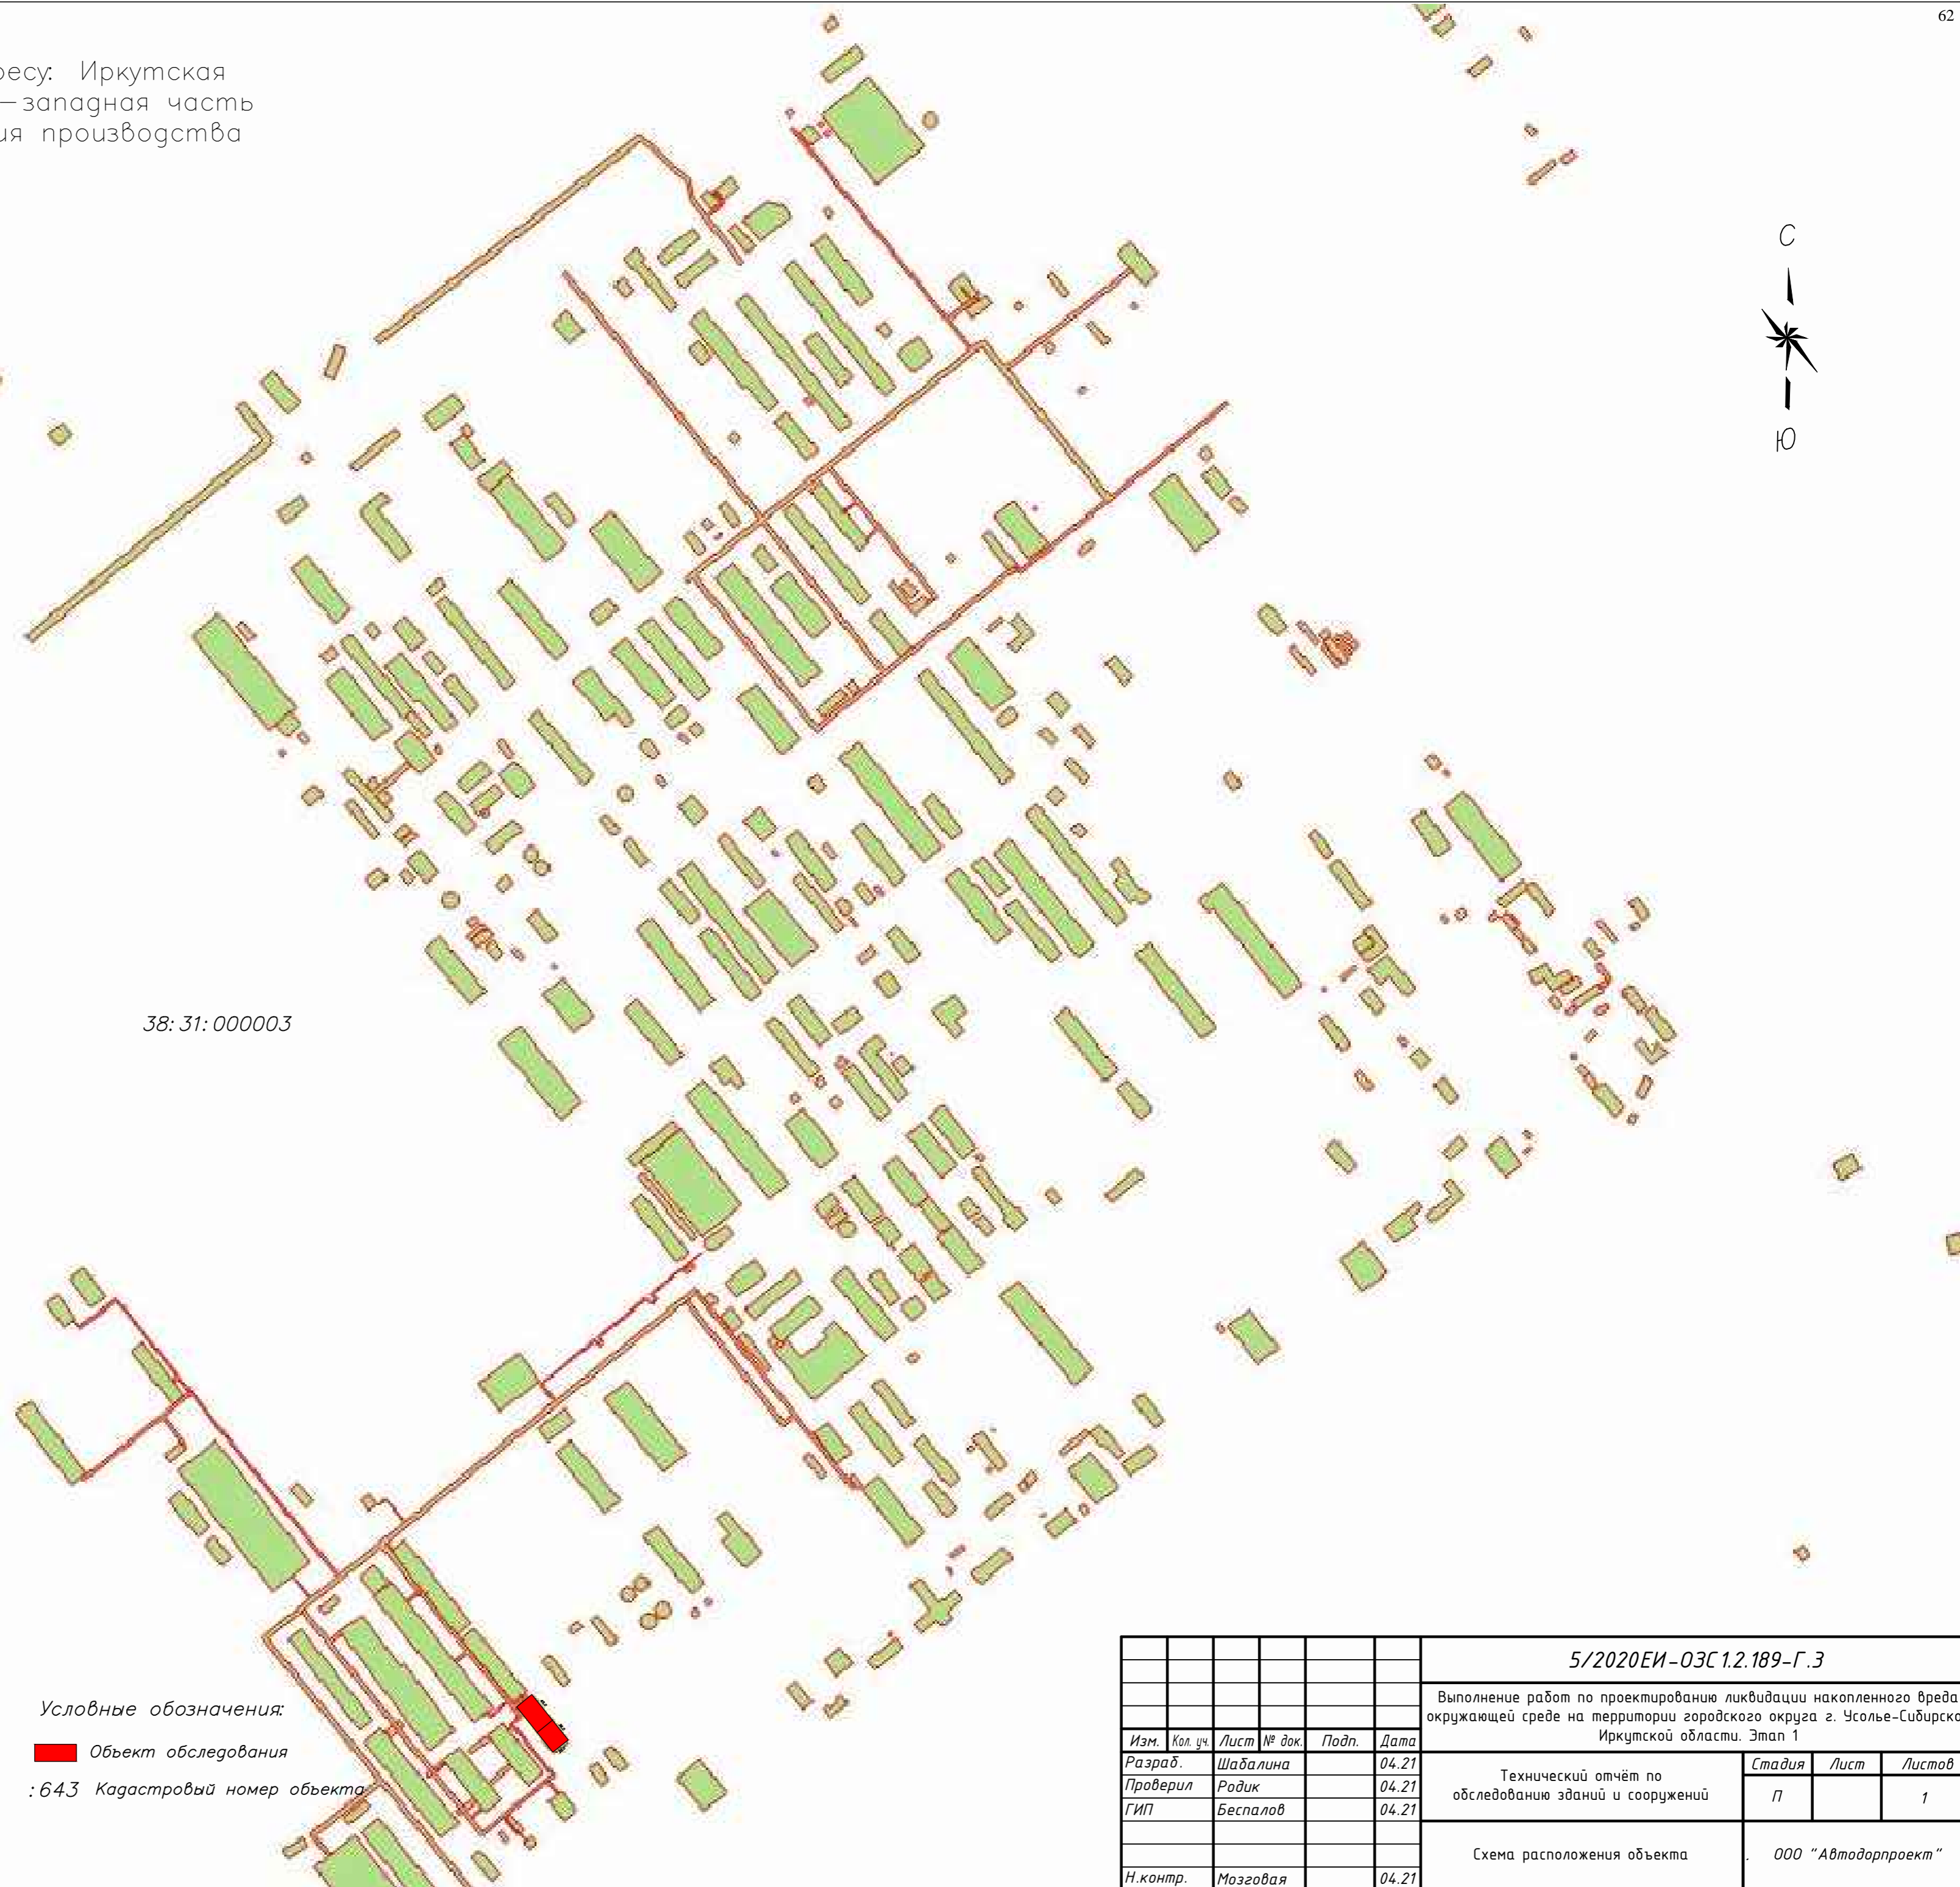 62
ресу: Иркутская
–западная часть
ия производства
С
Ю
38:31:000003
Условные обозначения:
Объект обследования
:643 Кадастровый номер объекта
5/2020ЕИ-ОЗС1.2.189-Г.3
Выполнение работ по проектированию ликвидации накопленного вреда
окружающей среде на территории городского округа г. Усолье-Сибирско
Иркутской области. Этап 1
Изм. Кол. уч. Лист № док. Подп. Дата
Разраб. Шабалина 04.21
Проверил Родик 04.21
ГИП Беспалов 04.21
Н.контр. Мозговая 04.21
Технический отчёт по
обследованию зданий и сооружений
Стадия Лист Листов
П 1
Схема расположения объекта
ООО "Автодорпроект"